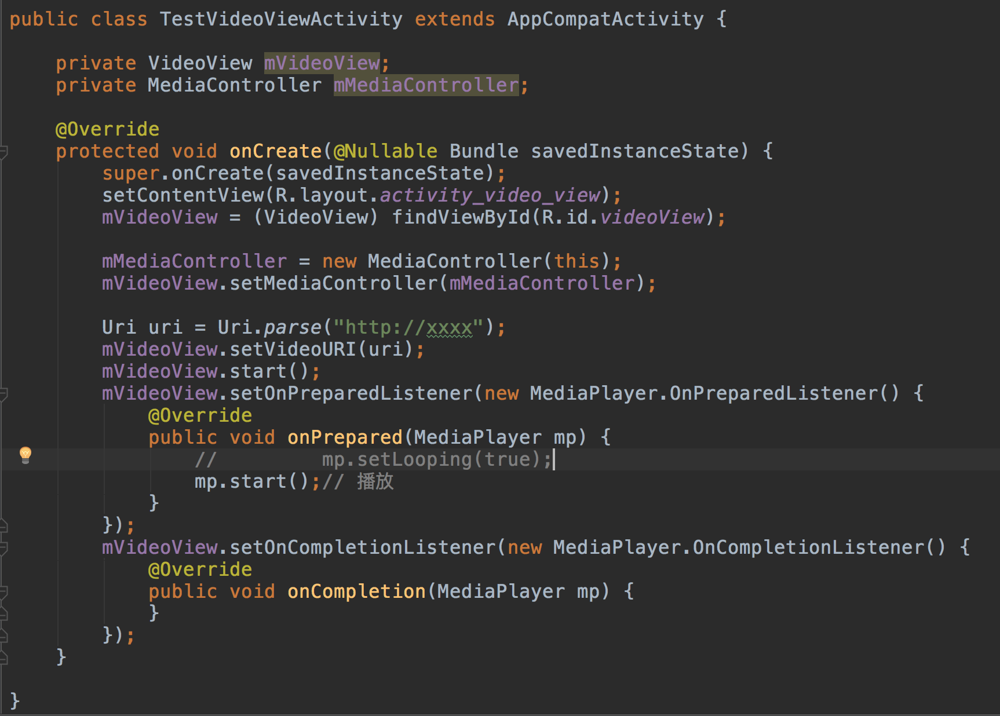 public class TestVideoViewActivity extends AppCompatActivity {
private VideoView mVideoView;
private MediaController mMediaController;
@Override
protected void onCreate(@Nullable Bundle savedInstanceState) {
super.onCreate(savedInstanceState);
setContentView(R.layout.activity_video_view);
mVideoView = (VideoView) findViewById(R.id.videoView);
mMediaController = new MediaController(this);
mVideoView.setMediaController(mMediaController);
Uri uri = Uri.parse("http://xxxx");
mVideoView.setVideoURI(uri);
mVideoView.start();
mVideoView.setOnPreparedListener(new MediaPlayer.OnPreparedListener() {
@Override
public void onPrepared(MediaPlayer mp) {
//         mp.setLooping(true);
mp.start();// 播放
}
});
mVideoView.setOnCompletionListener(new MediaPlayer.OnCompletionListener() {
@Override
public void onCompletion(MediaPlayer mp) {
}
});
}
}